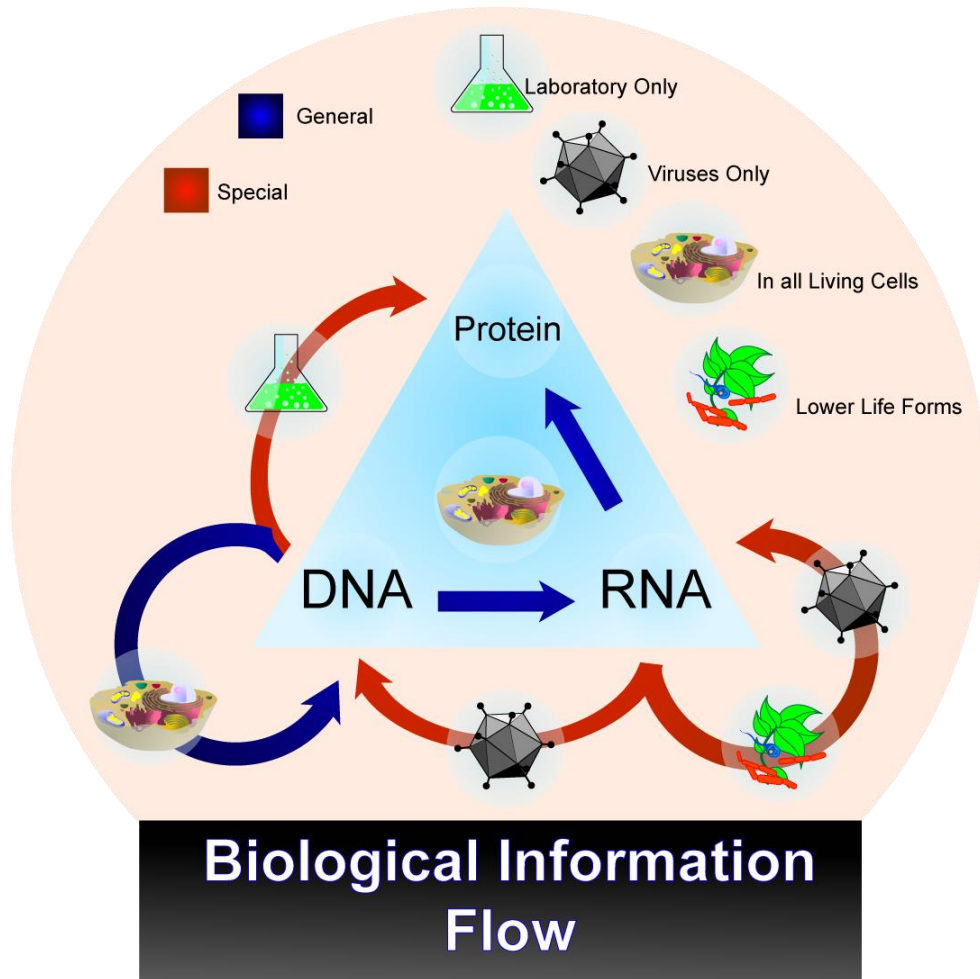 Laboratory Only
General
Viruses Only
Special
In all Living Cells
Protein
Lower Life Forms
DNA
RNA
Biological Information
Flow